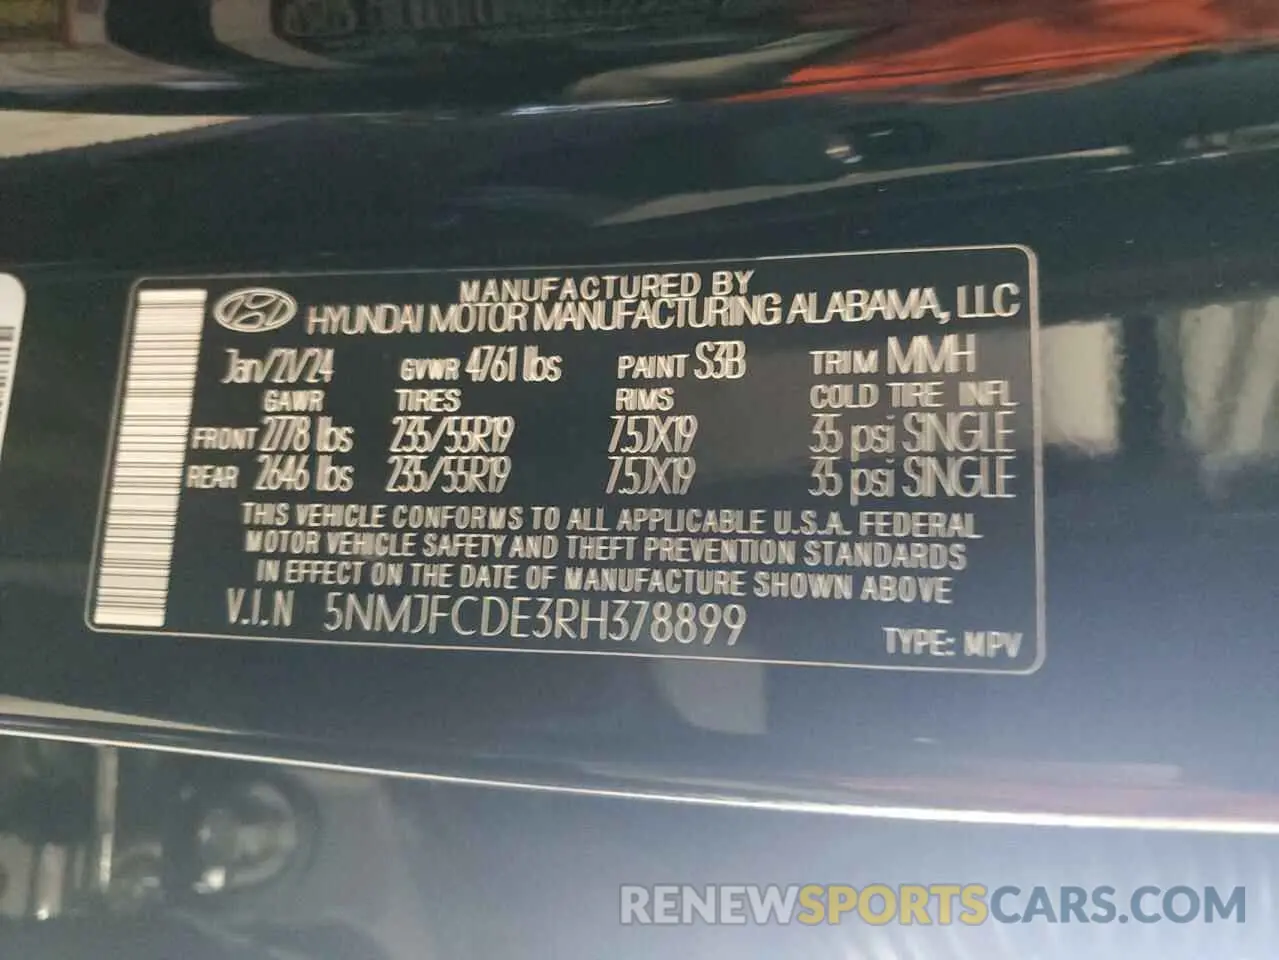 MANUFACTURED BY
HYUNDAI MOTOR MANUFACTURING ALABAMA, LLC
Jan/21/24 GVWR 4761 lbs PAINT S3B TRIM MMH
GAWR TIRES RIMS COLD TIRE INFL
FRONT 2778 lbs 235/55R19 7.5JX19 35 psi SINGLE
REAR 2646 lbs 235/55R19 7.5JX19 35 psi SINGLE
THIS VEHICLE CONFORMS TO ALL APPLICABLE U.S.A. FEDERAL
MOTOR VEHICLE SAFETY AND THEFT PREVENTION STANDARDS
IN EFFECT ON THE DATE OF MANUFACTURE SHOWN ABOVE
V.I.N 5NMJFCDE3RH378899
TYPE: MPV
RENEWSPORTSCARS.COM